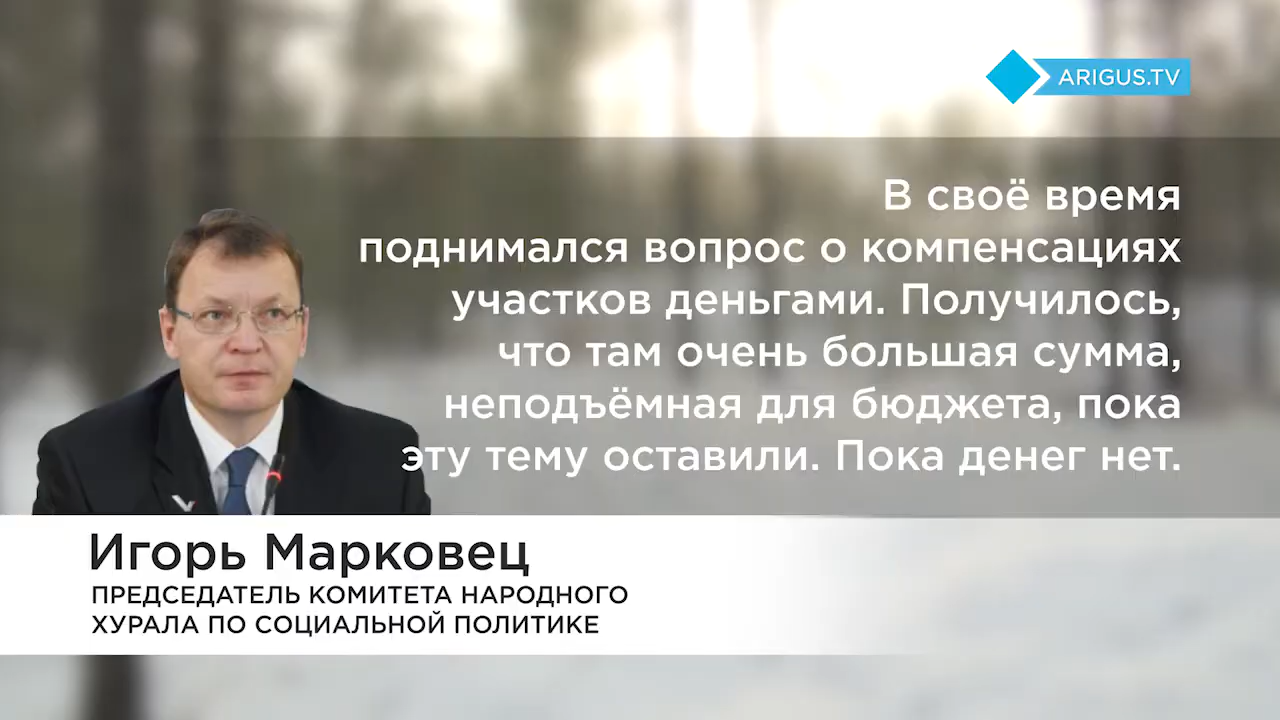 ARIGUS.TV
В своё время
поднимался вопрос о компенсациях
участков деньгами. Получилось,
что там очень большая сумма,
неподъёмная для бюджета, пока
эту тему оставили. Пока денег нет.
Игорь Марковец
ПРЕДСЕДАТЕЛЬ КОМИТЕТА НАРОДНОГО
ХУРАЛА ПО СОЦИАЛЬНОЙ ПОЛИТИКЕ